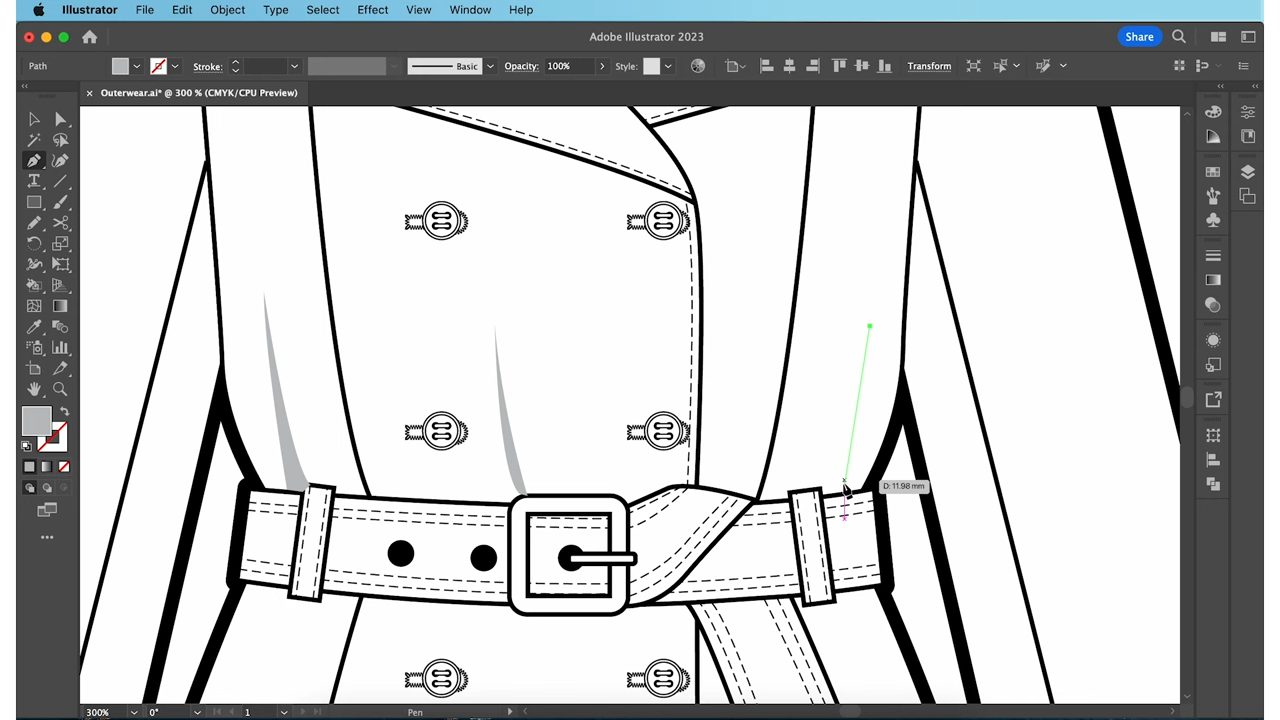 Illustrator File Edit Object Type Select Effect View Window Help
Adobe Illustrator 2023
Share
Path
Stroke:
Basic
Opacity: 100%
Style:
Transform
× Outerwear.ai* @ 300 % (CMYK/CPU Preview)
D: 11.98 mm
300%
0°
1
Pen